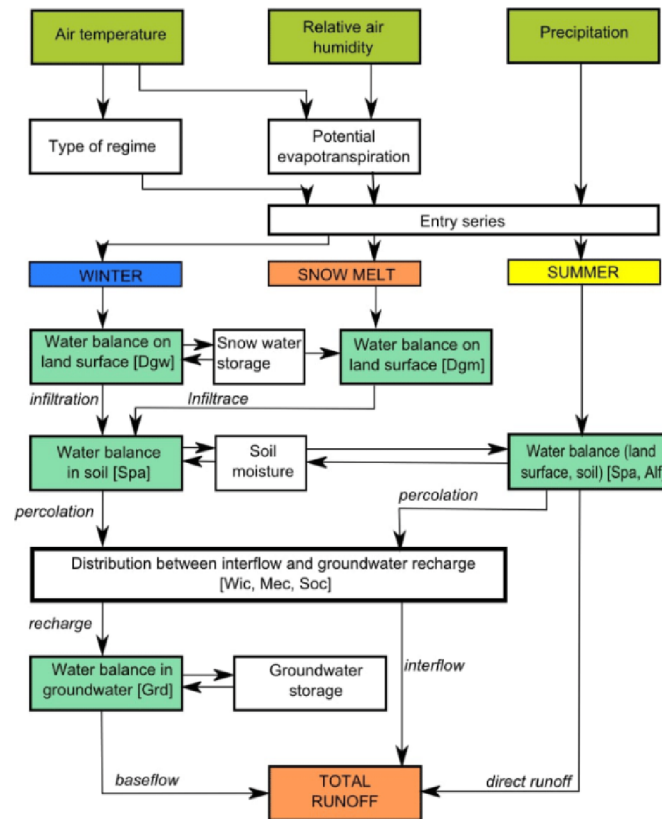 Air temperature
Relative air
humidity
Precipitation
Type of regime
Potential
evapotranspiration
Entry series
WINTER
SNOW MELT
SUMMER
Water balance on
land surface [Dgw]
Snow water
storage
Water balance on
land surface [Dgm]
infiltration
Infiltrace
Water balance
in soil [Spa]
Soil
moisture
Water balance (land
surface, soil) [Spa, Alf
percolation
percolation
Distribution between interflow and groundwater recharge
[Wic, Mec, Soc]
recharge
interflow
Water balance in
groundwater [Grd]
Groundwater
storage
baseflow
TOTAL
RUNOFF
direct runoff